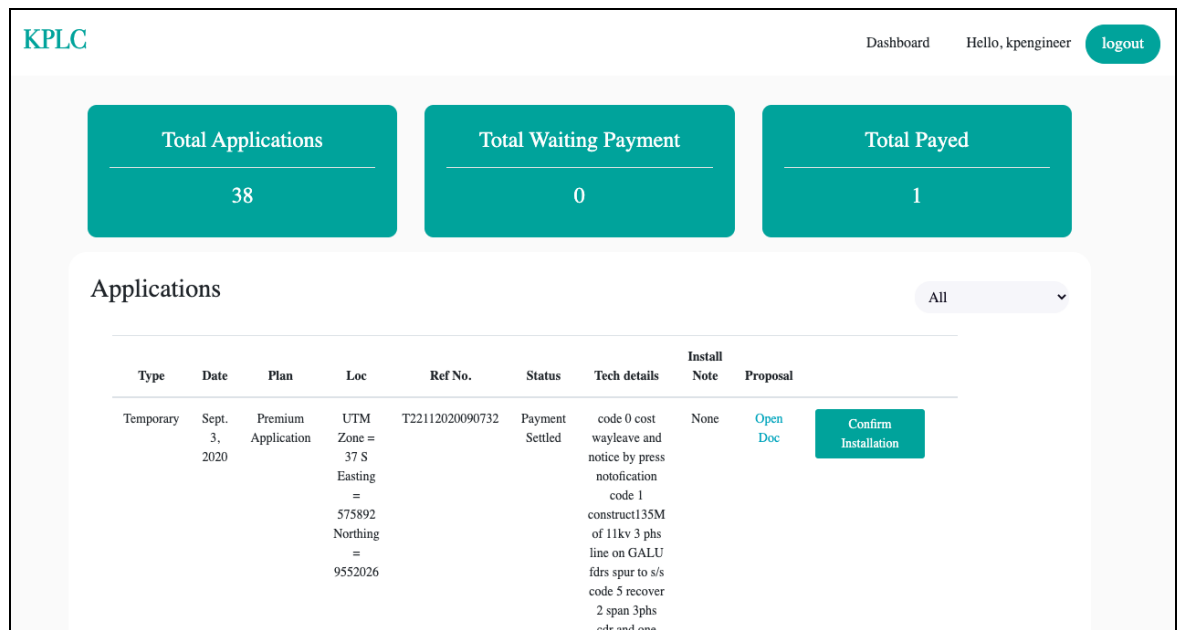 KPLC
Dashboard
Hello, kpengineer
logout
Total Applications
38
Total Waiting Payment
0
Total Payed
1
Applications
All
Type
Date
Plan
Loc
Ref No.
Status
Tech details
Install
Note
Proposal
Temporary
Sept.
3,
2020
Premium
Application
UTM
Zone =
37 S
Easting
=
575892
Northing
=
9552026
T22112020090732
Payment
Settled
code 0 cost
wayleave and
notice by press
notofication
code 1
construct135M
of 11kv 3 phs
line on GALU
fdrs spur to s/s
code 5 recover
2 span 3phs
cdr and one
None
Open
Doc
Confirm
Installation